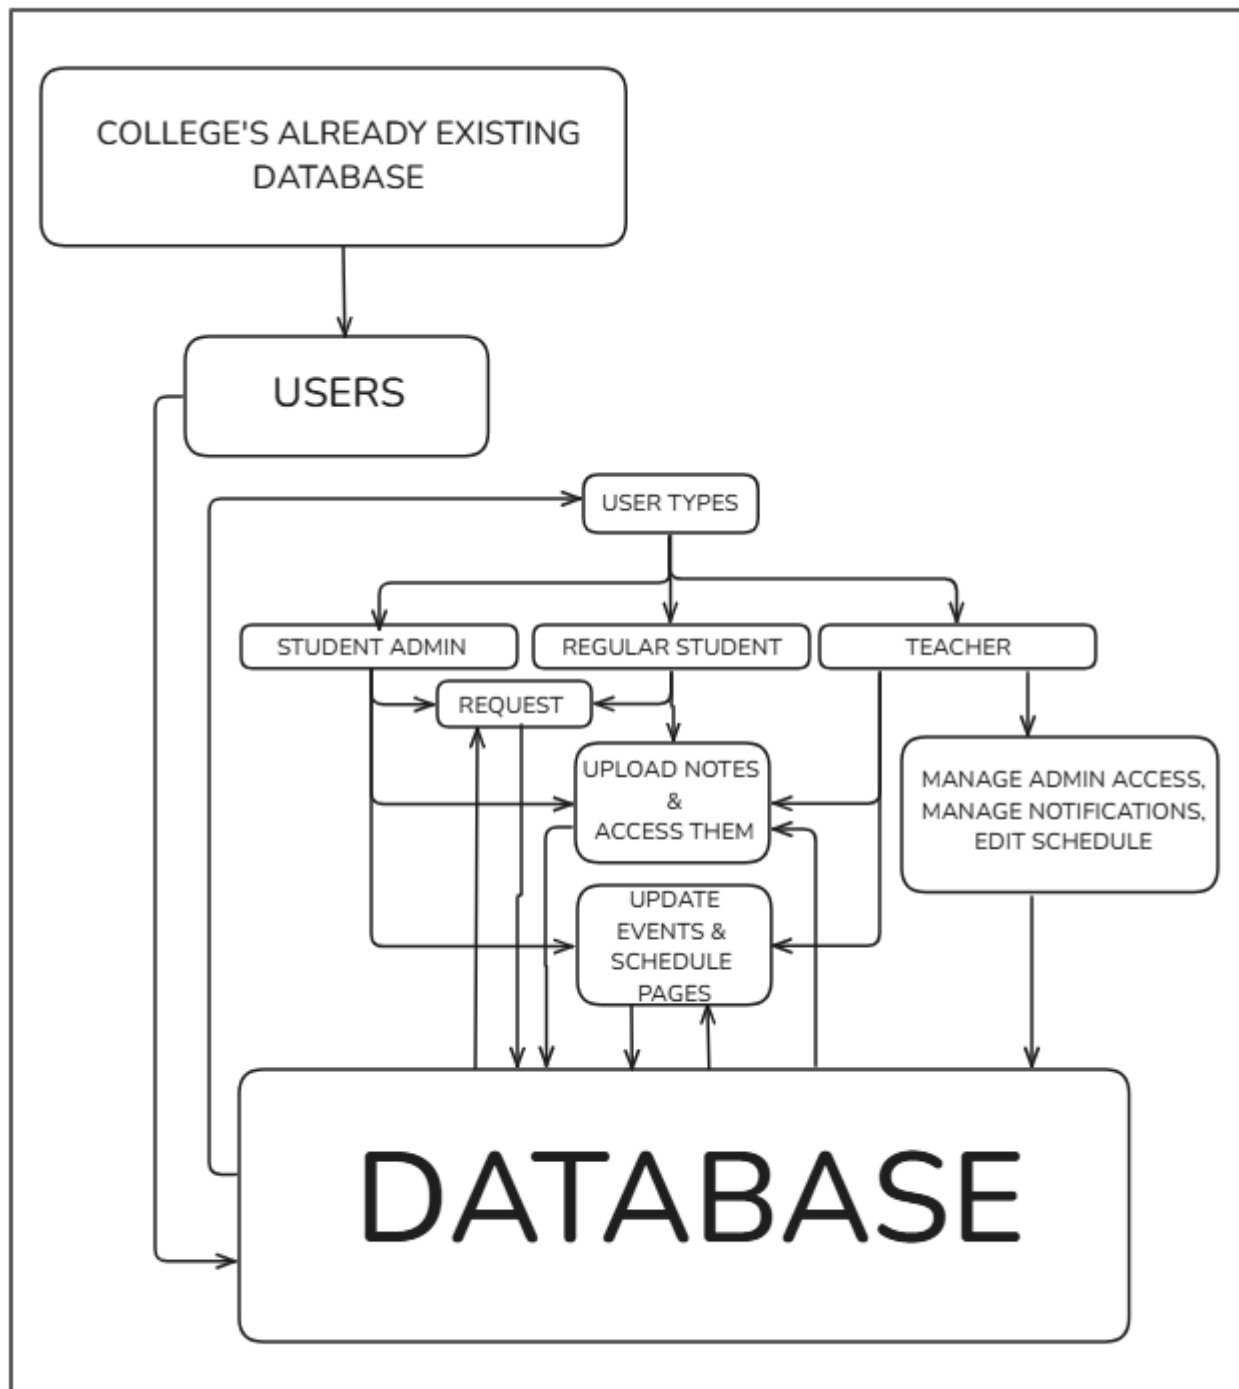 COLLEGE'S ALREADY EXISTING
DATABASE
USERS
USER TYPES
STUDENT ADMIN
REGULAR STUDENT
TEACHER
REQUEST
UPLOAD NOTES
&
ACCESS THEM
MANAGE ADMIN ACCESS,
MANAGE NOTIFICATIONS,
EDIT SCHEDULE
UPDATE
EVENTS &
SCHEDULE
PAGES
DATABASE